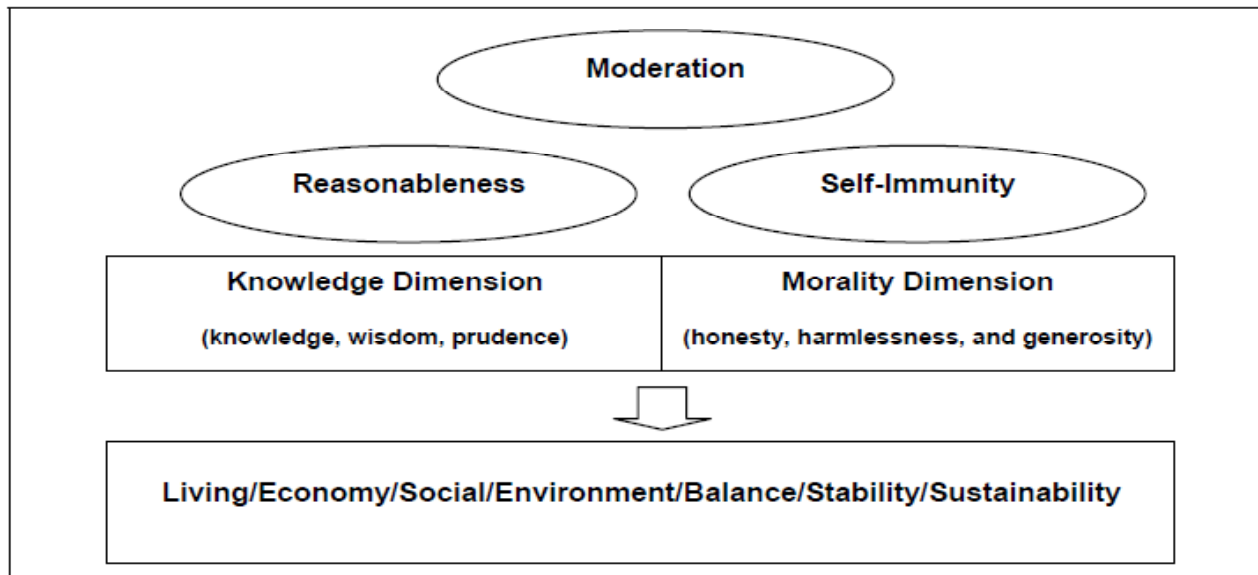 Moderation
Reasonableness
Self-Immunity
Knowledge Dimension
(knowledge, wisdom, prudence)
Morality Dimension
(honesty, harmlessness, and generosity)
Living/Economy/Social/Environment/Balance/Stability/Sustainability